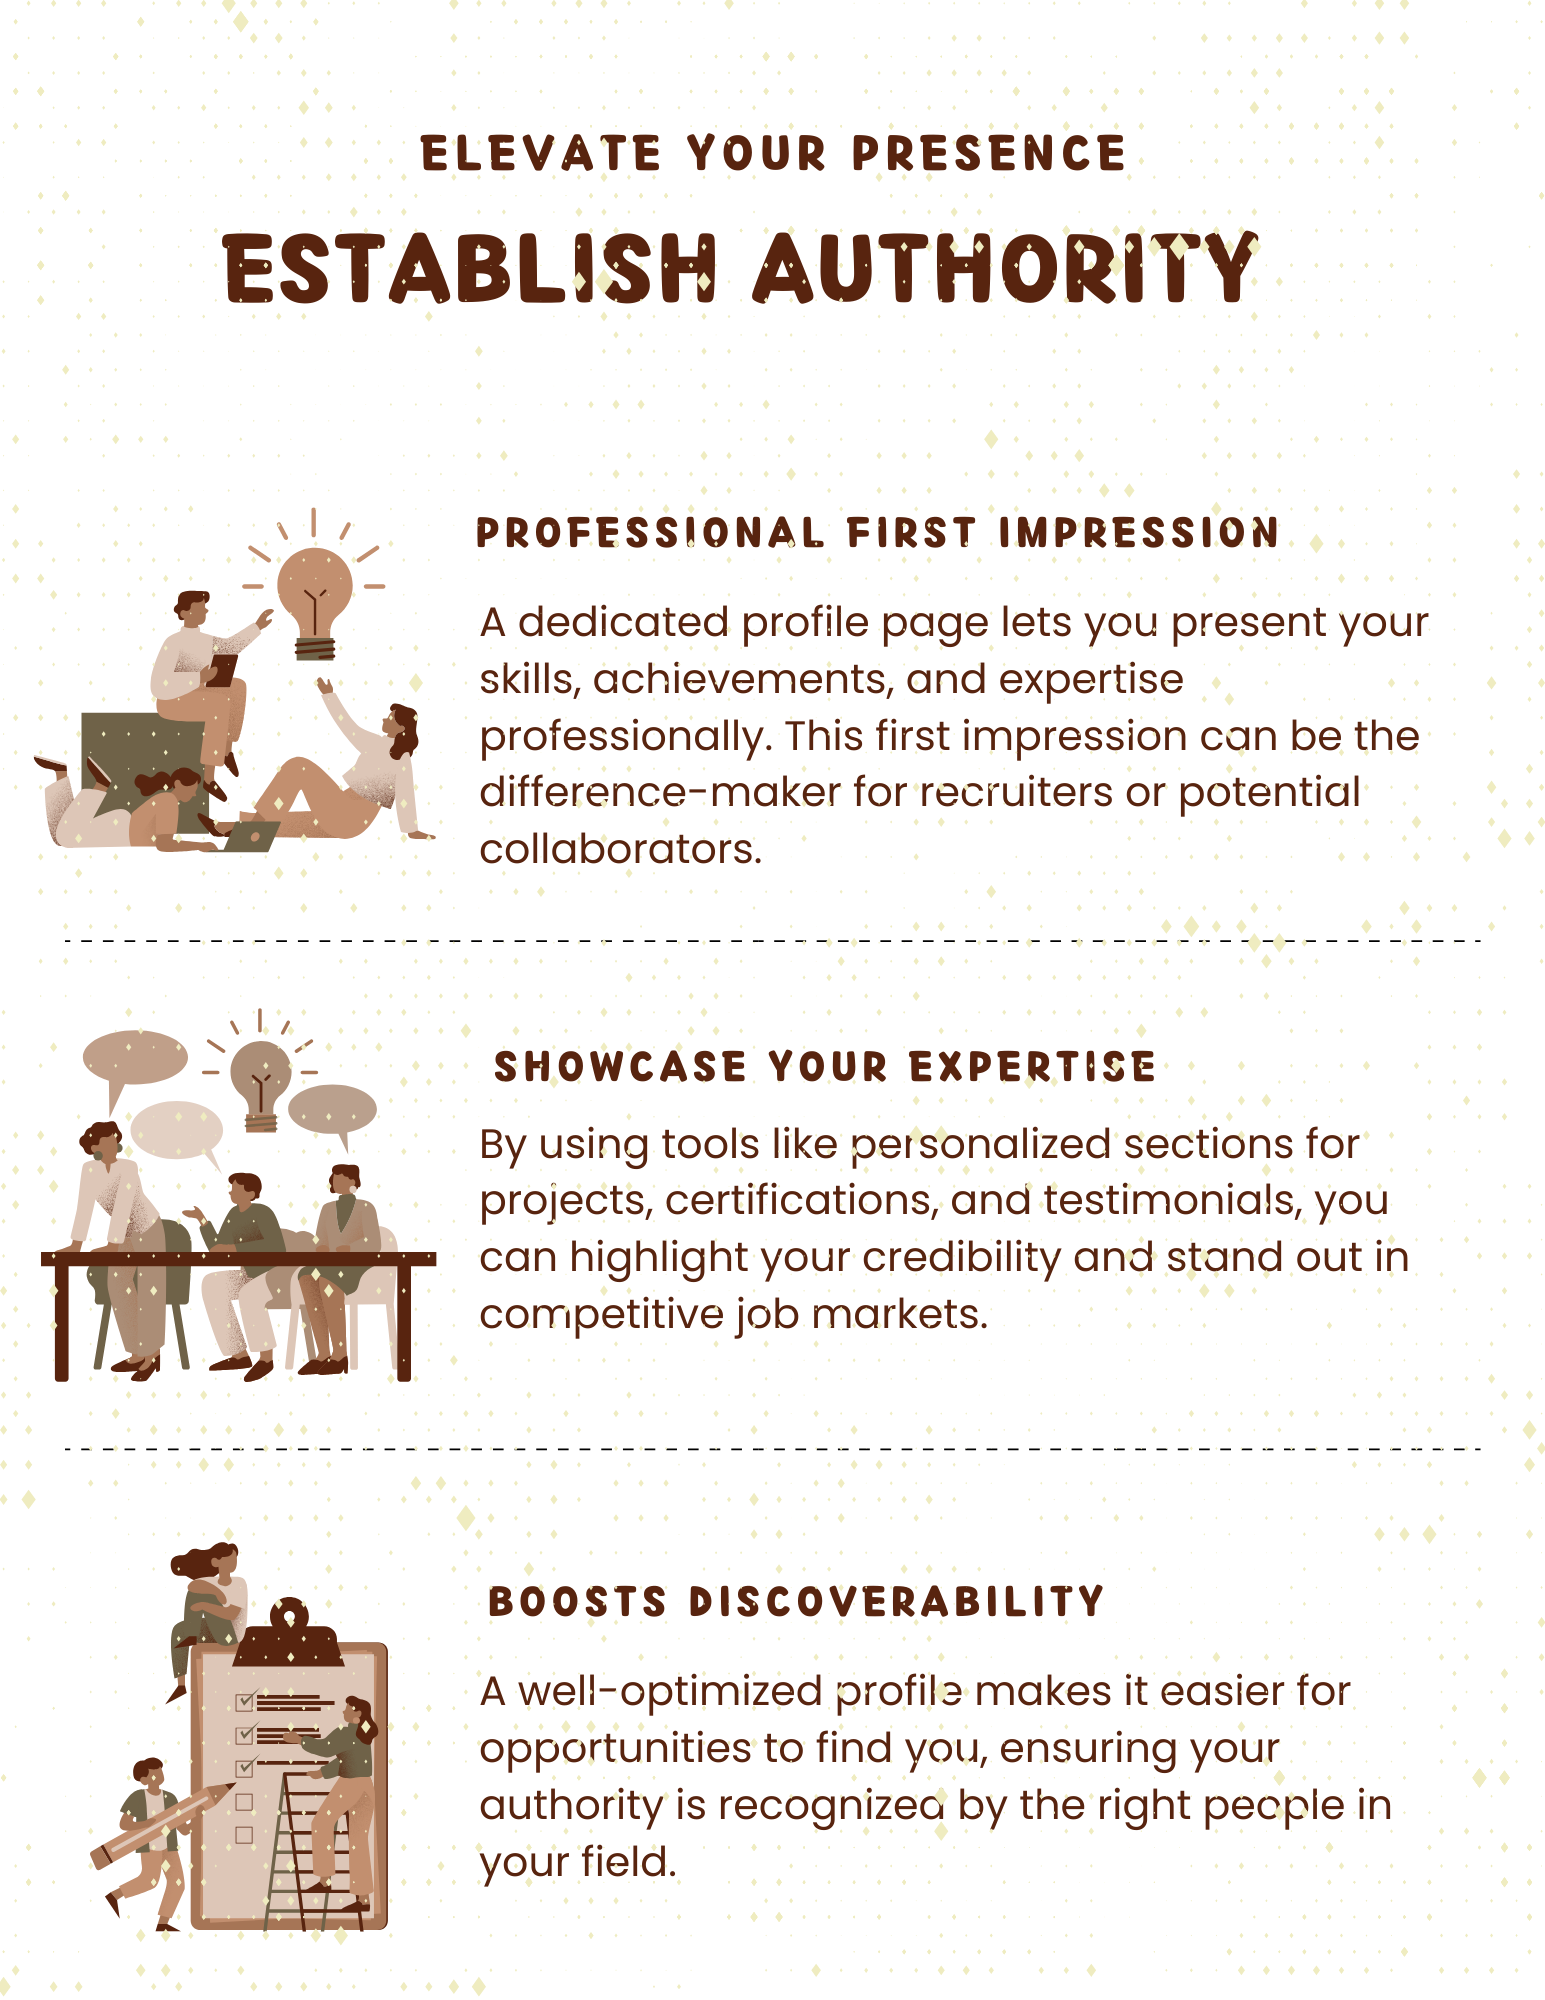 ELEVATE YOUR PRESENCE
ESTABLISH AUTHORITY
PROFESSIONAL FIRST IMPRESSION
A dedicated profile page lets you present your
skills, achievements, and expertise
professionally. This first impression can be the
difference-maker for recruiters or potential
collaborators.
SHOWCASE YOUR EXPERTISE
By using tools like personalized sections for
projects, certifications, and testimonials, you
can highlight your credibility and stand out in
competitive job markets.
BOOSTS DISCOVERABILITY
A well-optimized profile makes it easier for
opportunities to find you, ensuring your
authority is recognized by the right people in
your field.